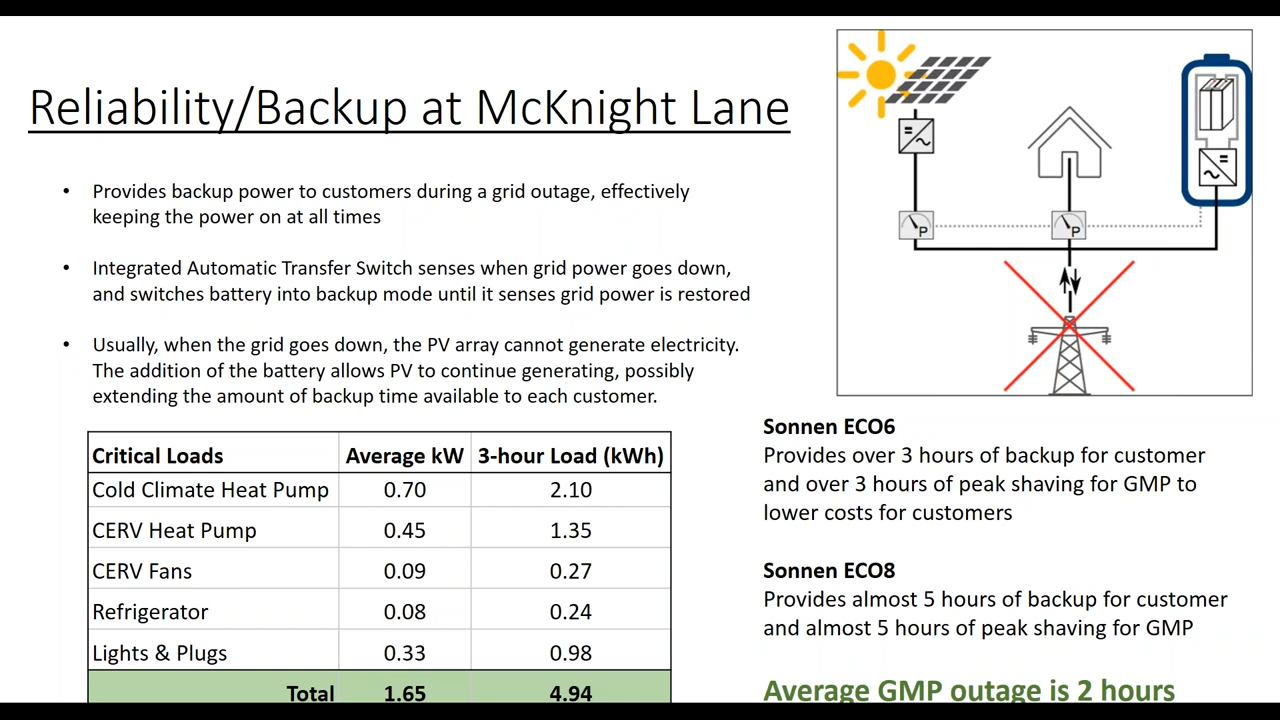 Reliability/Backup at McKnight Lane
• Provides backup power to customers during a grid outage, effectively
keeping the power on at all times
• Integrated Automatic Transfer Switch senses when grid power goes down,
and switches battery into backup mode until it senses grid power is restored
• Usually, when the grid goes down, the PV array cannot generate electricity.
The addition of the battery allows PV to continue generating, possibly
extending the amount of backup time available to each customer.
Critical Loads Average kW 3-hour Load (kWh)
Cold Climate Heat Pump 0.70 2.10
CERV Heat Pump 0.45 1.35
CERV Fans 0.09 0.27
Refrigerator 0.08 0.24
Lights & Plugs 0.33 0.98
Total 1.65 4.94
= ~
= ~
P
P
Sonnen ECO6
Provides over 3 hours of backup for customer
and over 3 hours of peak shaving for GMP to
lower costs for customers
Sonnen ECO8
Provides almost 5 hours of backup for customer
and almost 5 hours of peak shaving for GMP
Average GMP outage is 2 hours